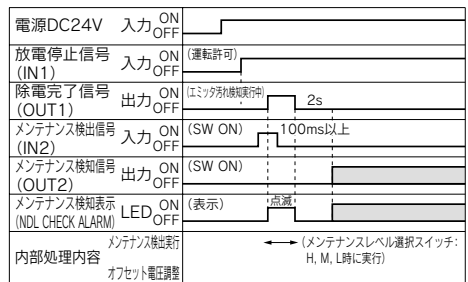 電源DC24V 入力 ON OFF
放電停止信号 (IN1) 入力 ON OFF (運転許可)
除電完了信号 (OUT1) 出力 ON OFF (エミッタ汚れ検知実行中) 2s
メンテナンス検出信号 (IN2) 入力 ON OFF (SW ON) 100ms以上
メンテナンス検知信号 (OUT2) 出力 ON OFF (SW ON)
メンテナンス検知表示 (NDL CHECK ALARM) LED ON OFF (表示) 点滅
内部処理内容 メンテナンス検出実行 (メンテナンスレベル選択スイッチ: H, M, L時に実行)
オフセット電圧調整